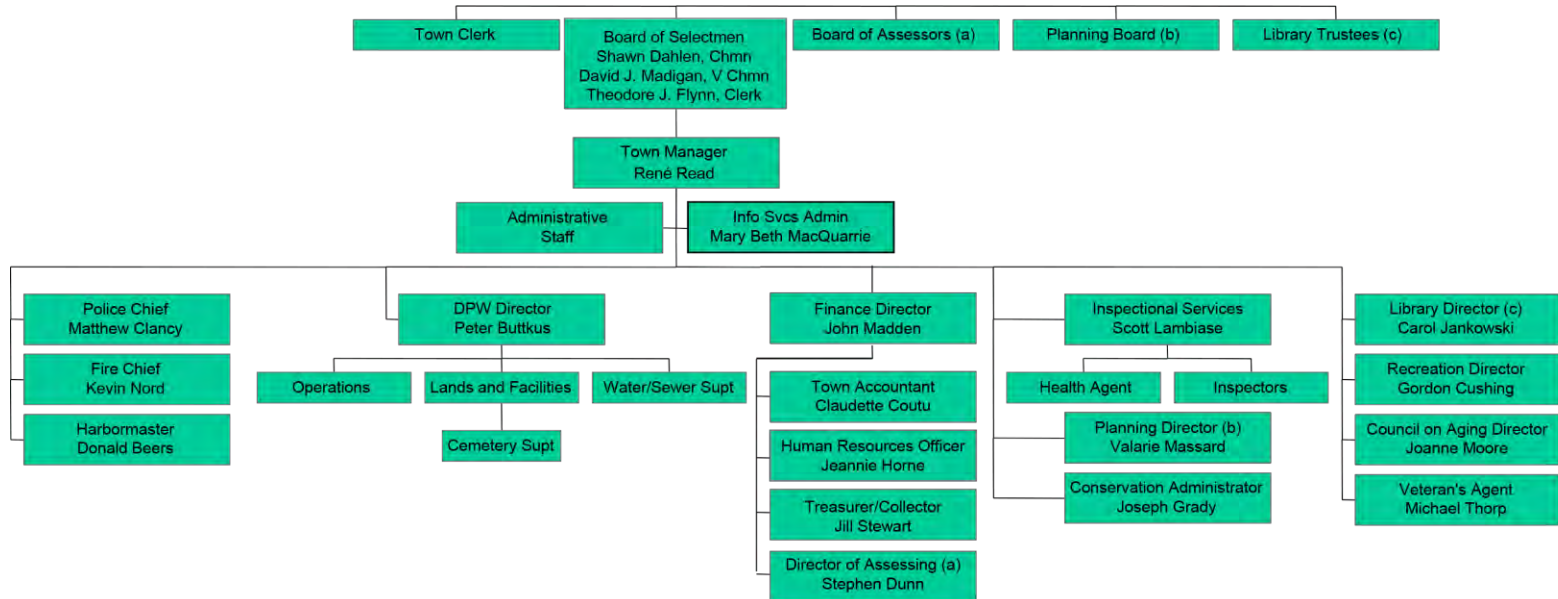 Town Clerk
Board of Selectmen
Shawn Dahlen, Chmn
David J. Madigan, V Chmn
Theodore J. Flynn, Clerk
Board of Assessors (a)
Planning Board (b)
Library Trustees (c)
Town Manager
René Read
Administrative
Staff
Info Svcs Admin
Mary Beth MacQuarrie
Police Chief
Matthew Clancy
Fire Chief
Kevin Nord
Harbormaster
Donald Beers
DPW Director
Peter Buttkus
Operations
Lands and Facilities
Water/Sewer Supt
Cemetery Supt
Finance Director
John Madden
Town Accountant
Claudette Coutu
Human Resources Officer
Jeannie Horne
Treasurer/Collector
Jill Stewart
Director of Assessing (a)
Stephen Dunn
Inspectional Services
Scott Lambiase
Health Agent
Inspectors
Planning Director (b)
Valarie Massard
Conservation Administrator
Joseph Grady
Library Director (c)
Carol Jankowski
Recreation Director
Gordon Cushing
Council on Aging Director
Joanne Moore
Veteran's Agent
Michael Thorp